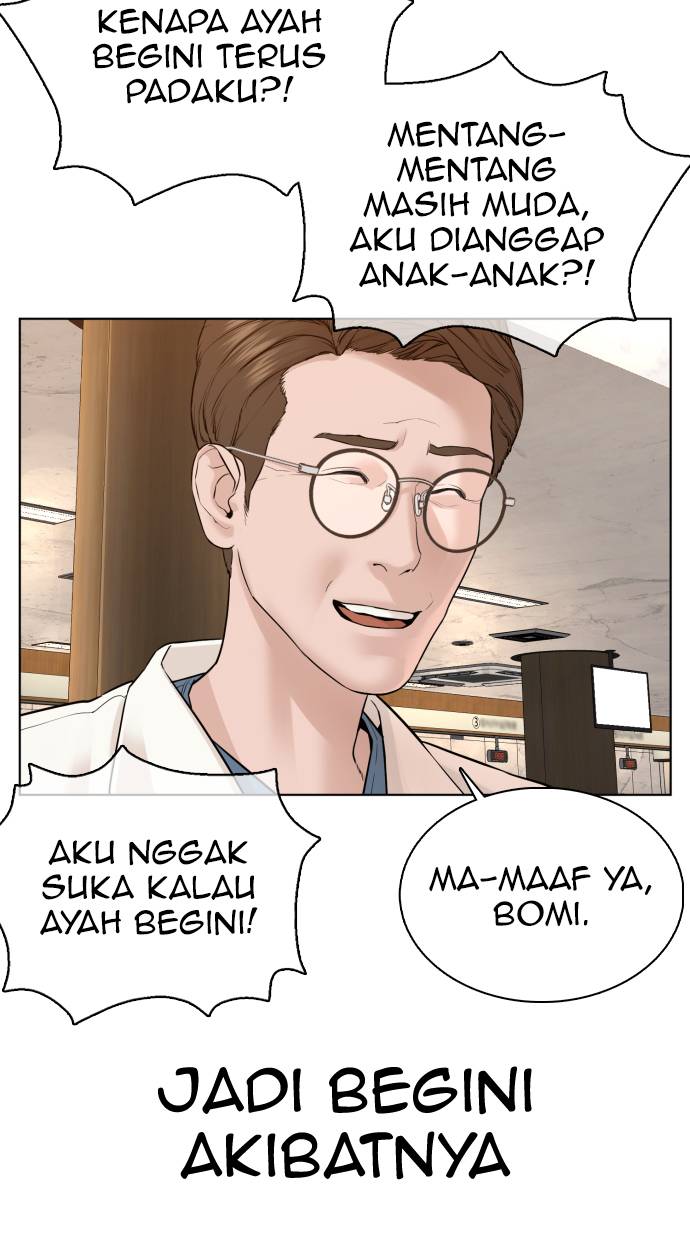 KENAPA AYAH
BEGINI TERUS
PADAKU?!
MENTANG-
MENTANG
MASIH MUDA,
AKU DIANGGAP
ANAK-ANAK?!
AKU NGGAK
SUKA KALAU
AYAH BEGINI!
MA-MAAF YA,
BOMI.
JADI BEGINI
AKIBATNYA